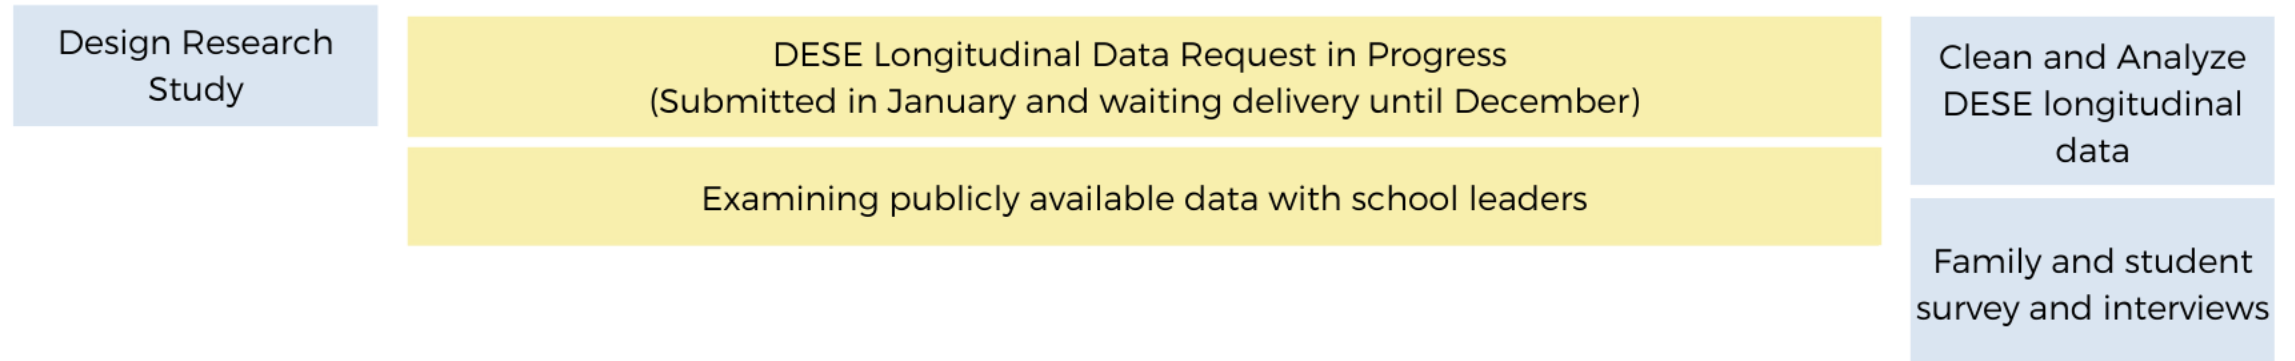 Design Research
Study
DESE Longitudinal Data Request in Progress
(Submitted in January and waiting delivery until December)
Examining publicly available data with school leaders
Clean and Analyze
DESE longitudinal
data
Family and student
survey and interviews